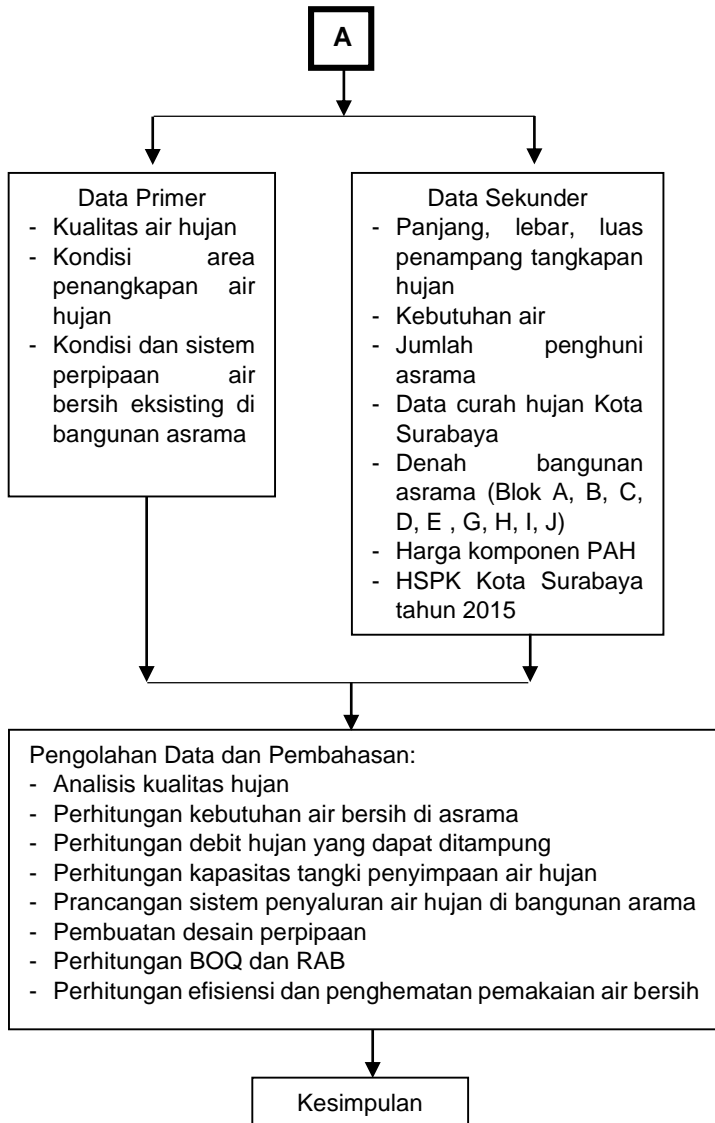 A
Data Primer
- Kualitas air hujan
- Kondisi area
penangkapan air
hujan
- Kondisi dan sistem
perpipaan air
bersih eksisting di
bangunan asrama
Data Sekunder
- Panjang, lebar, luas
penampang tangkapan
hujan
- Kebutuhan air
- Jumlah penghuni
asrama
- Data curah hujan Kota
Surabaya
- Denah bangunan
asrama (Blok A, B, C,
D, E , G, H, I, J)
- Harga komponen PAH
- HSPK Kota Surabaya
tahun 2015
Pengolahan Data dan Pembahasan:
- Analisis kualitas hujan
- Perhitungan kebutuhan air bersih di asrama
- Perhitungan debit hujan yang dapat ditampung
- Perhitungan kapasitas tangki penyimpaan air hujan
- Prancangan sistem penyaluran air hujan di bangunan arama
- Pembuatan desain perpipaan
- Perhitungan BOQ dan RAB
- Perhitungan efisiensi dan penghematan pemakaian air bersih
Kesimpulan